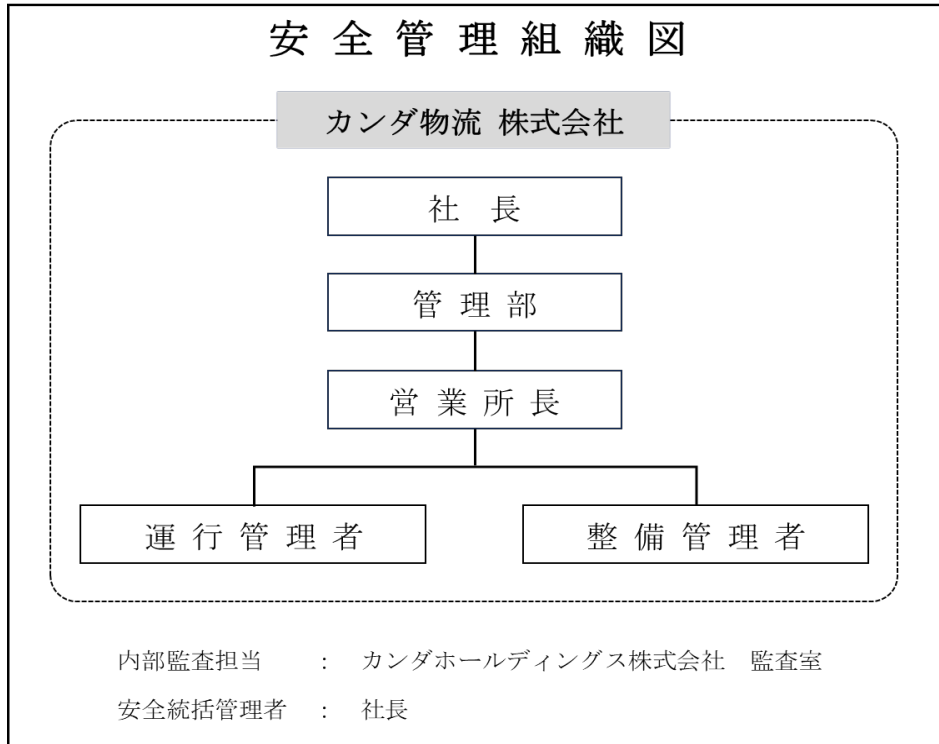 安全管理組織図
カンダ物流 株式会社
社長
管理部
営業所長
運行管理者
整備管理者
内部監査担当 : カンダホールディングス株式会社 監査室
安全統括管理者 : 社長